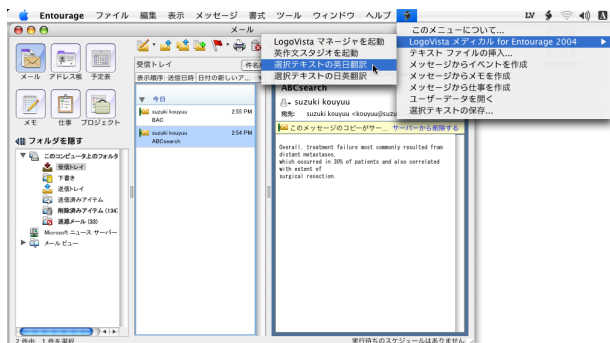 Entourage ファイル 編集 表示 メッセージ 書式 ツール ウィンドウ ヘルプ
メール
このメニューについて...
LogoVista メディカル for Entourage 2004
テキスト ファイルの挿入...
メッセージからイベントを作成
メッセージからメモを作成
メッセージから仕事を作成
ユーザーデータを開く
選択テキストの保存...
LogoVista マネージャを起動
英作文スタジオを起動
選択テキストの英日翻訳
選択テキストの日英翻訳
メール アドレス帳 予定表
メモ 仕事 プロジェクト
フォルダを隠す
このコンピュータ上のフォルダ
受信トレイ
下書き
送信トレイ
送信済みアイテム
削除済みアイテム (134)
迷惑メール (33)
Microsoft ニュース サーバー
メール ビュー
受信トレイ
表示順序: 送信日時 日付の新しいア...
今日
suzuki kouyuu 2:55 PM
BAC
suzuki kouyuu 2:54 PM
ABCsearch
ABCsearch
suzuki kouyuu
宛先: suzuki kouyuu <kouyu@suzu
このメッセージのコピーがサー... サーバーから削除する
Overall, treatment failure most commonly resulted from
distant metastases,
which occurred in 30% of patients and also correlated
with extent of
surgical resection.
2 件中、1 件を選択
実行待ちのスケジュールはありません